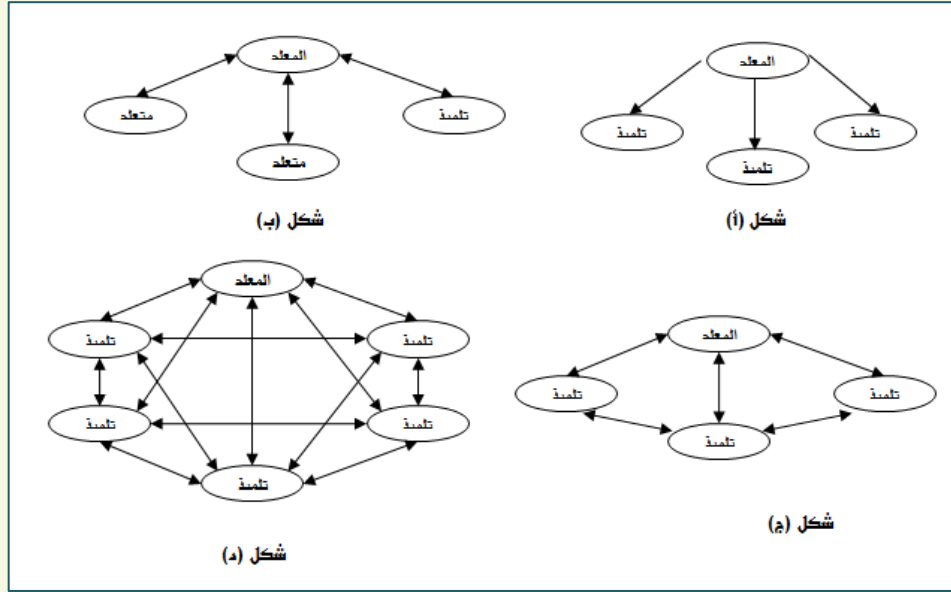 المعلم
تلميذ
تلميذ
تلميذ
شكل (أ)
المعلم
تلميذ
متعلم
متعلم
شكل (ب)
المعلم
تلميذ
تلميذ
تلميذ
شكل (ج)
المعلم
تلميذ
تلميذ
تلميذ
تلميذ
تلميذ
شكل (د)